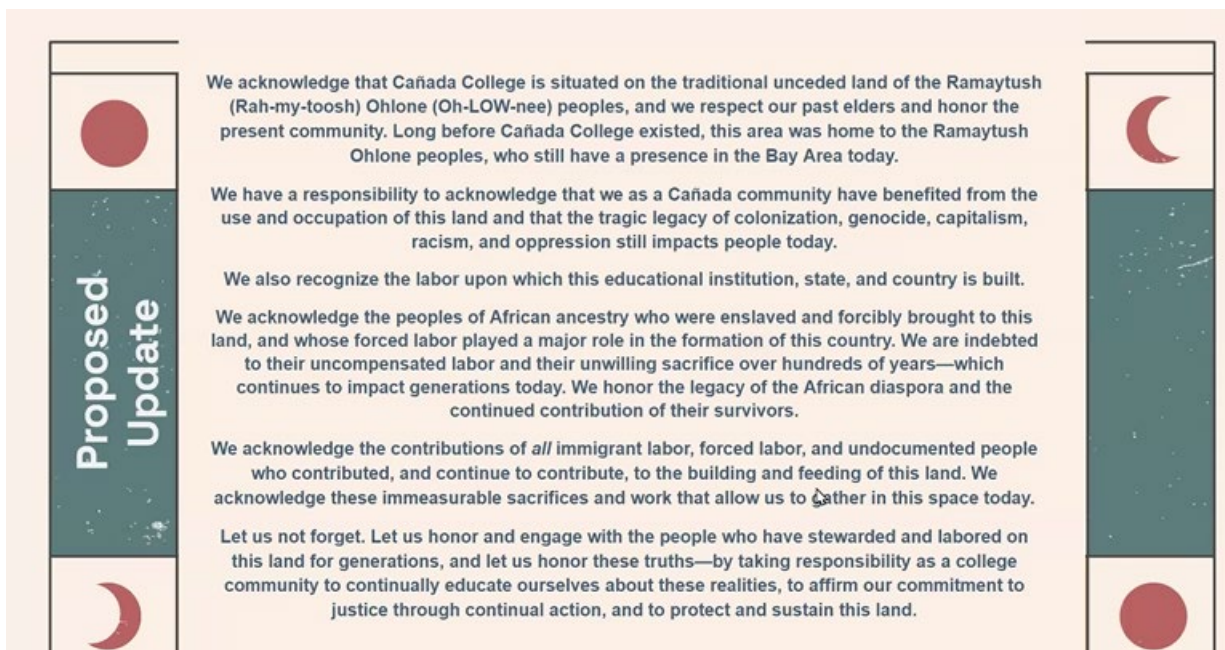 Proposed
Update
We acknowledge that Cañada College is situated on the traditional unceded land of the Ramaytush
(Rah-my-toosh) Ohlone (Oh-LOW-nee) peoples, and we respect our past elders and honor the
present community. Long before Cañada College existed, this area was home to the Ramaytush
Ohlone peoples, who still have a presence in the Bay Area today.
We have a responsibility to acknowledge that we as a Cañada community have benefited from the
use and occupation of this land and that the tragic legacy of colonization, genocide, capitalism,
racism, and oppression still impacts people today.
We also recognize the labor upon which this educational institution, state, and country is built.
We acknowledge the peoples of African ancestry who were enslaved and forcibly brought to this
land, and whose forced labor played a major role in the formation of this country. We are indebted
to their uncompensated labor and their unwilling sacrifice over hundreds of years—which
continues to impact generations today. We honor the legacy of the African diaspora and the
continued contribution of their survivors.
We acknowledge the contributions of all immigrant labor, forced labor, and undocumented people
who contributed, and continue to contribute, to the building and feeding of this land. We
acknowledge these immeasurable sacrifices and work that allow us to gather in this space today.
Let us not forget. Let us honor and engage with the people who have stewarded and labored on
this land for generations, and let us honor these truths—by taking responsibility as a college
community to continually educate ourselves about these realities, to affirm our commitment to
justice through continual action, and to protect and sustain this land.